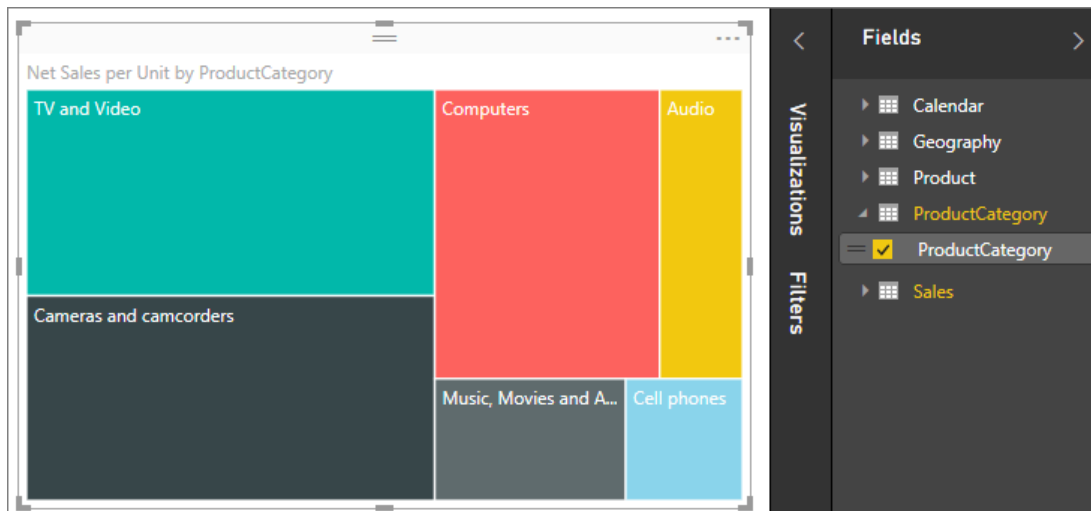 Net Sales per Unit by ProductCategory
TV and Video
Computers
Audio
Cameras and camcorders
Music, Movies and A...
Cell phones
Visualizations
Filters
Fields
Calendar
Geography
Product
ProductCategory
ProductCategory
Sales